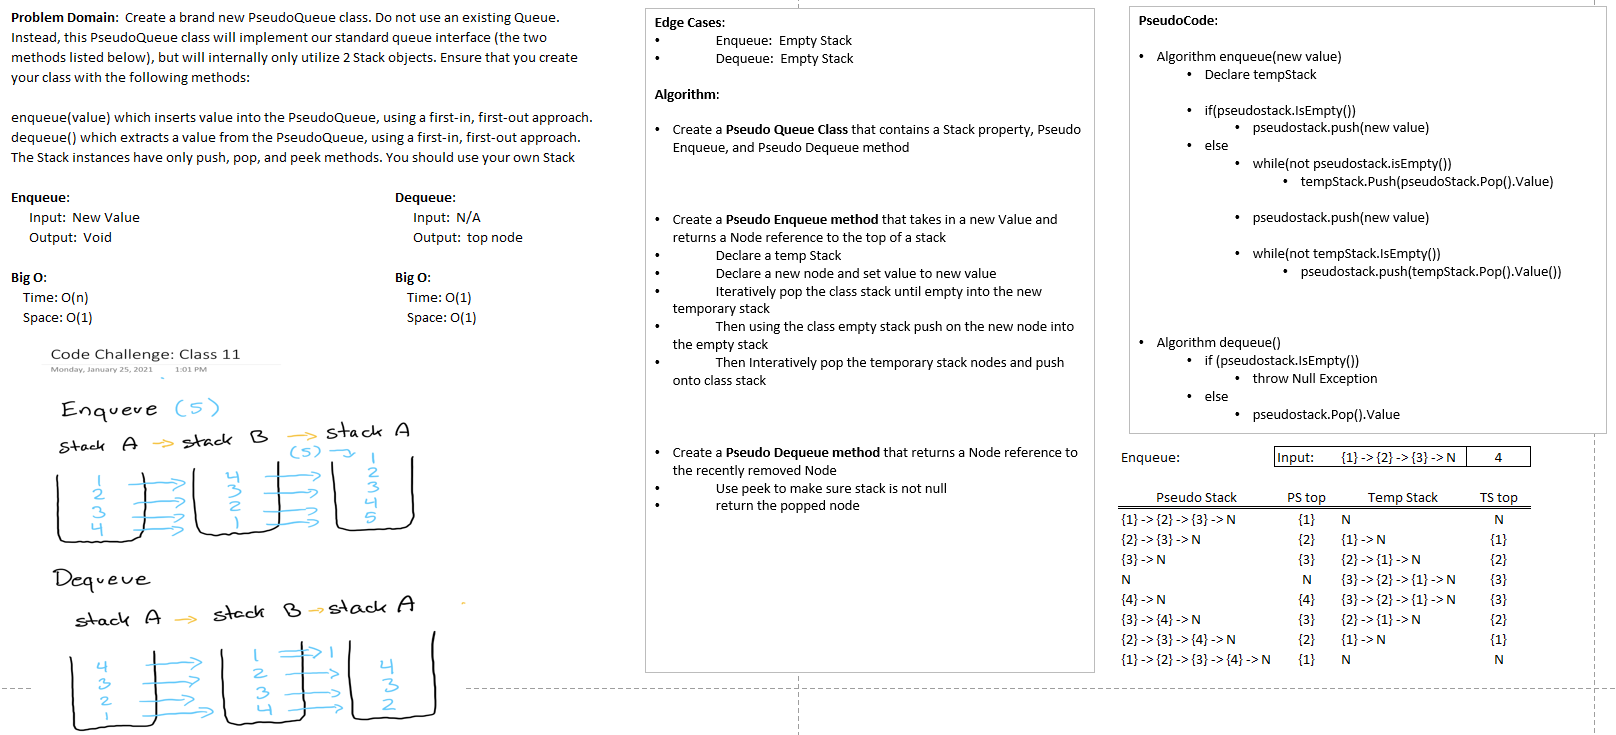 Problem Domain: Create a brand new PseudoQueue class. Do not use an existing Queue.
Instead, this PseudoQueue class will implement our standard queue interface (the two
methods listed below), but will internally only utilize 2 Stack objects. Ensure that you create
your class with the following methods:
enqueue(value) which inserts value into the PseudoQueue, using a first-in, first-out approach.
dequeue() which extracts a value from the PseudoQueue, using a first-in, first-out approach.
The Stack instances have only push, pop, and peek methods. You should use your own Stack
Enqueue:
Input: New Value
Output: Void
Dequeue:
Input: N/A
Output: top node
Big O:
Time: O(n)
Space: O(1)
Big O:
Time: O(1)
Space: O(1)
Code Challenge: Class 11
Monday, January 25, 2021 1:01 PM
Enqueue (5)
Stack A → stack B → stack A
(5) →
1
2
3
4
4
3
2
1
1
2
3
4
5
Dequeue
stack A → stack B → stack A
4
3
2
1
1 → 1
2
3
4
4
3
2
Edge Cases:
• Enqueue: Empty Stack
• Dequeue: Empty Stack
Algorithm:
• Create a Pseudo Queue Class that contains a Stack property, Pseudo
Enqueue, and Pseudo Dequeue method
• Create a Pseudo Enqueue method that takes in a new Value and
returns a Node reference to the top of a stack
• Declare a temp Stack
• Declare a new node and set value to new value
• Iteratively pop the class stack until empty into the new
temporary stack
• Then using the class empty stack push on the new node into
the empty stack
• Then Interatively pop the temporary stack nodes and push
onto class stack
• Create a Pseudo Dequeue method that returns a Node reference to
the recently removed Node
• Use peek to make sure stack is not null
• return the popped node
PseudoCode:
• Algorithm enqueue(new value)
• Declare tempStack
• if(pseudostack.IsEmpty())
• pseudostack.push(new value)
• else
• while(not pseudostack.isEmpty())
• tempStack.Push(pseudoStack.Pop().Value)
• pseudostack.push(new value)
• while(not tempStack.IsEmpty())
• pseudostack.push(tempStack.Pop().Value())
• Algorithm dequeue()
• if (pseudostack.IsEmpty())
• throw Null Exception
• else
• pseudostack.Pop().Value
Enqueue: Input: {1} -> {2} -> {3} -> N 4
Pseudo Stack PS top Temp Stack TS top
{1} -> {2} -> {3} -> N {1} N N
{2} -> {3} -> N {2} {1} -> N {1}
{3} -> N {3} {2} -> {1} -> N {2}
N N {3} -> {2} -> {1} -> N {3}
{4} -> N {4} {3} -> {2} -> {1} -> N {3}
{3} -> {4} -> N {3} {2} -> {1} -> N {2}
{2} -> {3} -> {4} -> N {2} {1} -> N {1}
{1} -> {2} -> {3} -> {4} -> N {1} N N